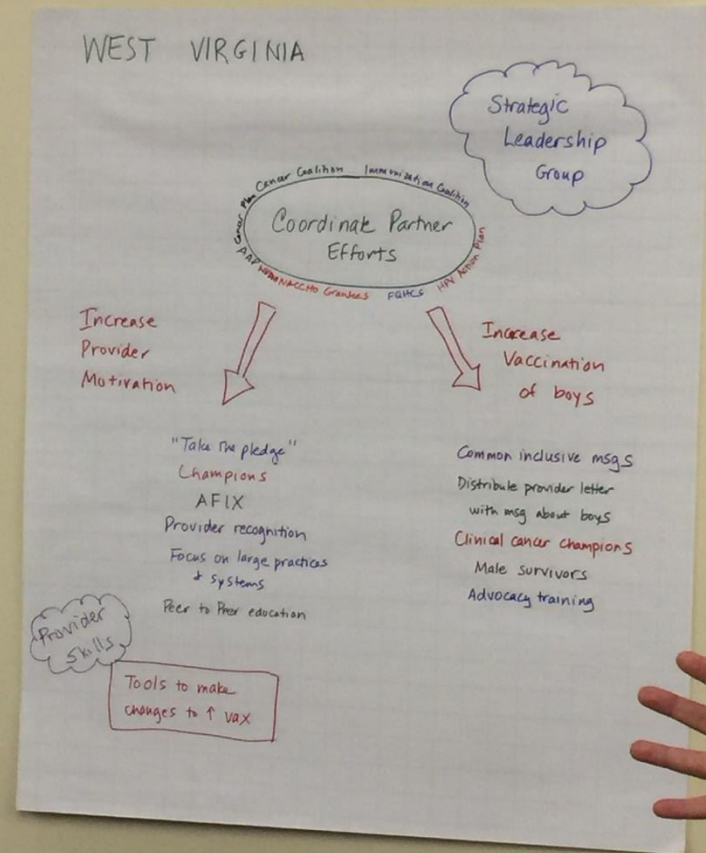 WEST VIRGINIA
Strategic
Leadership
Group
Cancer Plan
Cancer Coalition
Immunization Coalition
Coordinate Partner
Efforts
AAP
NACCHO Grantees
FQHCS
HPV Action Plan
Increase
Provider
Motivation
Increase
Vaccination
of boys
"Take the pledge"
Champions
AFIX
Provider recognition
Focus on large practices
+ systems
Peer to Peer education
Common inclusive msgs
Distribute provider letter
with msg about boys
Clinical cancer champions
Male survivors
Advocacy training
Provider
Skills
Tools to make
changes to ↑ vax